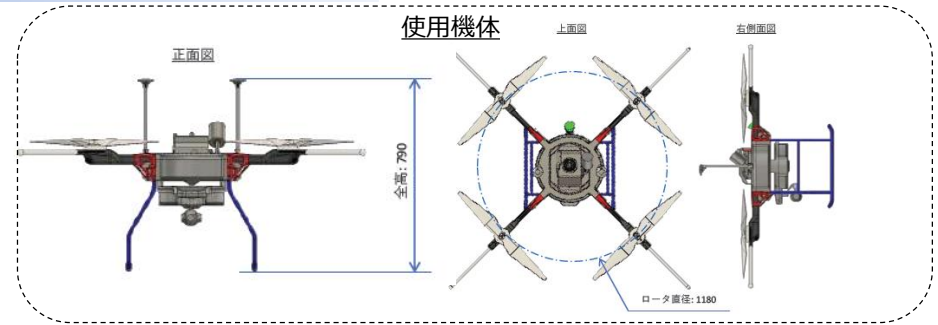 使用機体
正面図
上面図
右側面図
全高: 790
ロータ直径: 1180